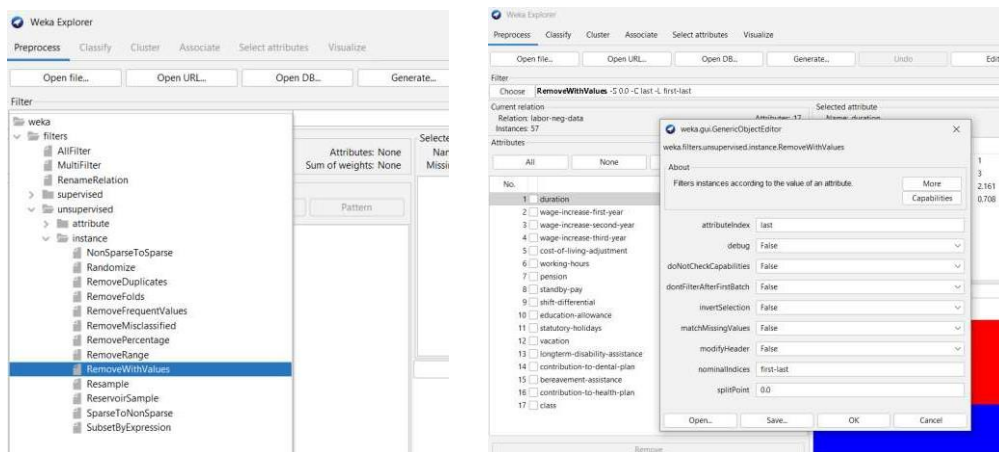 Weka Explorer
Preprocess Classify Cluster Associate Select attributes Visualize
Open file... Open URL... Open DB... Generate...
Filter
weka
filters
AllFilter
MultiFilter
RenameRelation
supervised
unsupervised
attribute
instance
NonSparseToSparse
Randomize
RemoveDuplicates
RemoveFolds
RemoveFrequentValues
RemoveMisclassified
RemovePercentage
RemoveRange
RemoveWithValues
Resample
ReservoirSample
SparseToNonSparse
SubsetByExpression
Attributes: None
Sum of weights: None
Pattern
Weka Explorer
Preprocess Classify Cluster Associate Select attributes Visualize
Open file... Open URL... Open DB... Generate... Undo Edit
Filter
Choose RemoveWithValues -S 0.0 -C last -L first-last
Current relation
Relation: labor-neg-data Attributes: 17
Instances: 57
Attributes
All None
No.
1 duration
2 wage-increase-first-year
3 wage-increase-second-year
4 wage-increase-third-year
5 cost-of-living-adjustment
6 working-hours
7 pension
8 standby-pay
9 shift-differential
10 education-allowance
11 statutory-holidays
12 vacation
13 longterm-disability-assistance
14 contribution-to-dental-plan
15 bereavement-assistance
16 contribution-to-health-plan
17 class
Remove
Selected attribute
Name: duration
1
3
2.161
0.708
weka.gui.GenericObjectEditor
weka.filters.unsupervised.instance.RemoveWithValues
About
Filters instances according to the value of an attribute. More
Capabilities
attributeIndex last
debug False
doNotCheckCapabilities False
dontFilterAfterFirstBatch False
invertSelection False
matchMissingValues False
modifyHeader False
nominalIndices first-last
splitPoint 0.0
Open... Save... OK Cancel